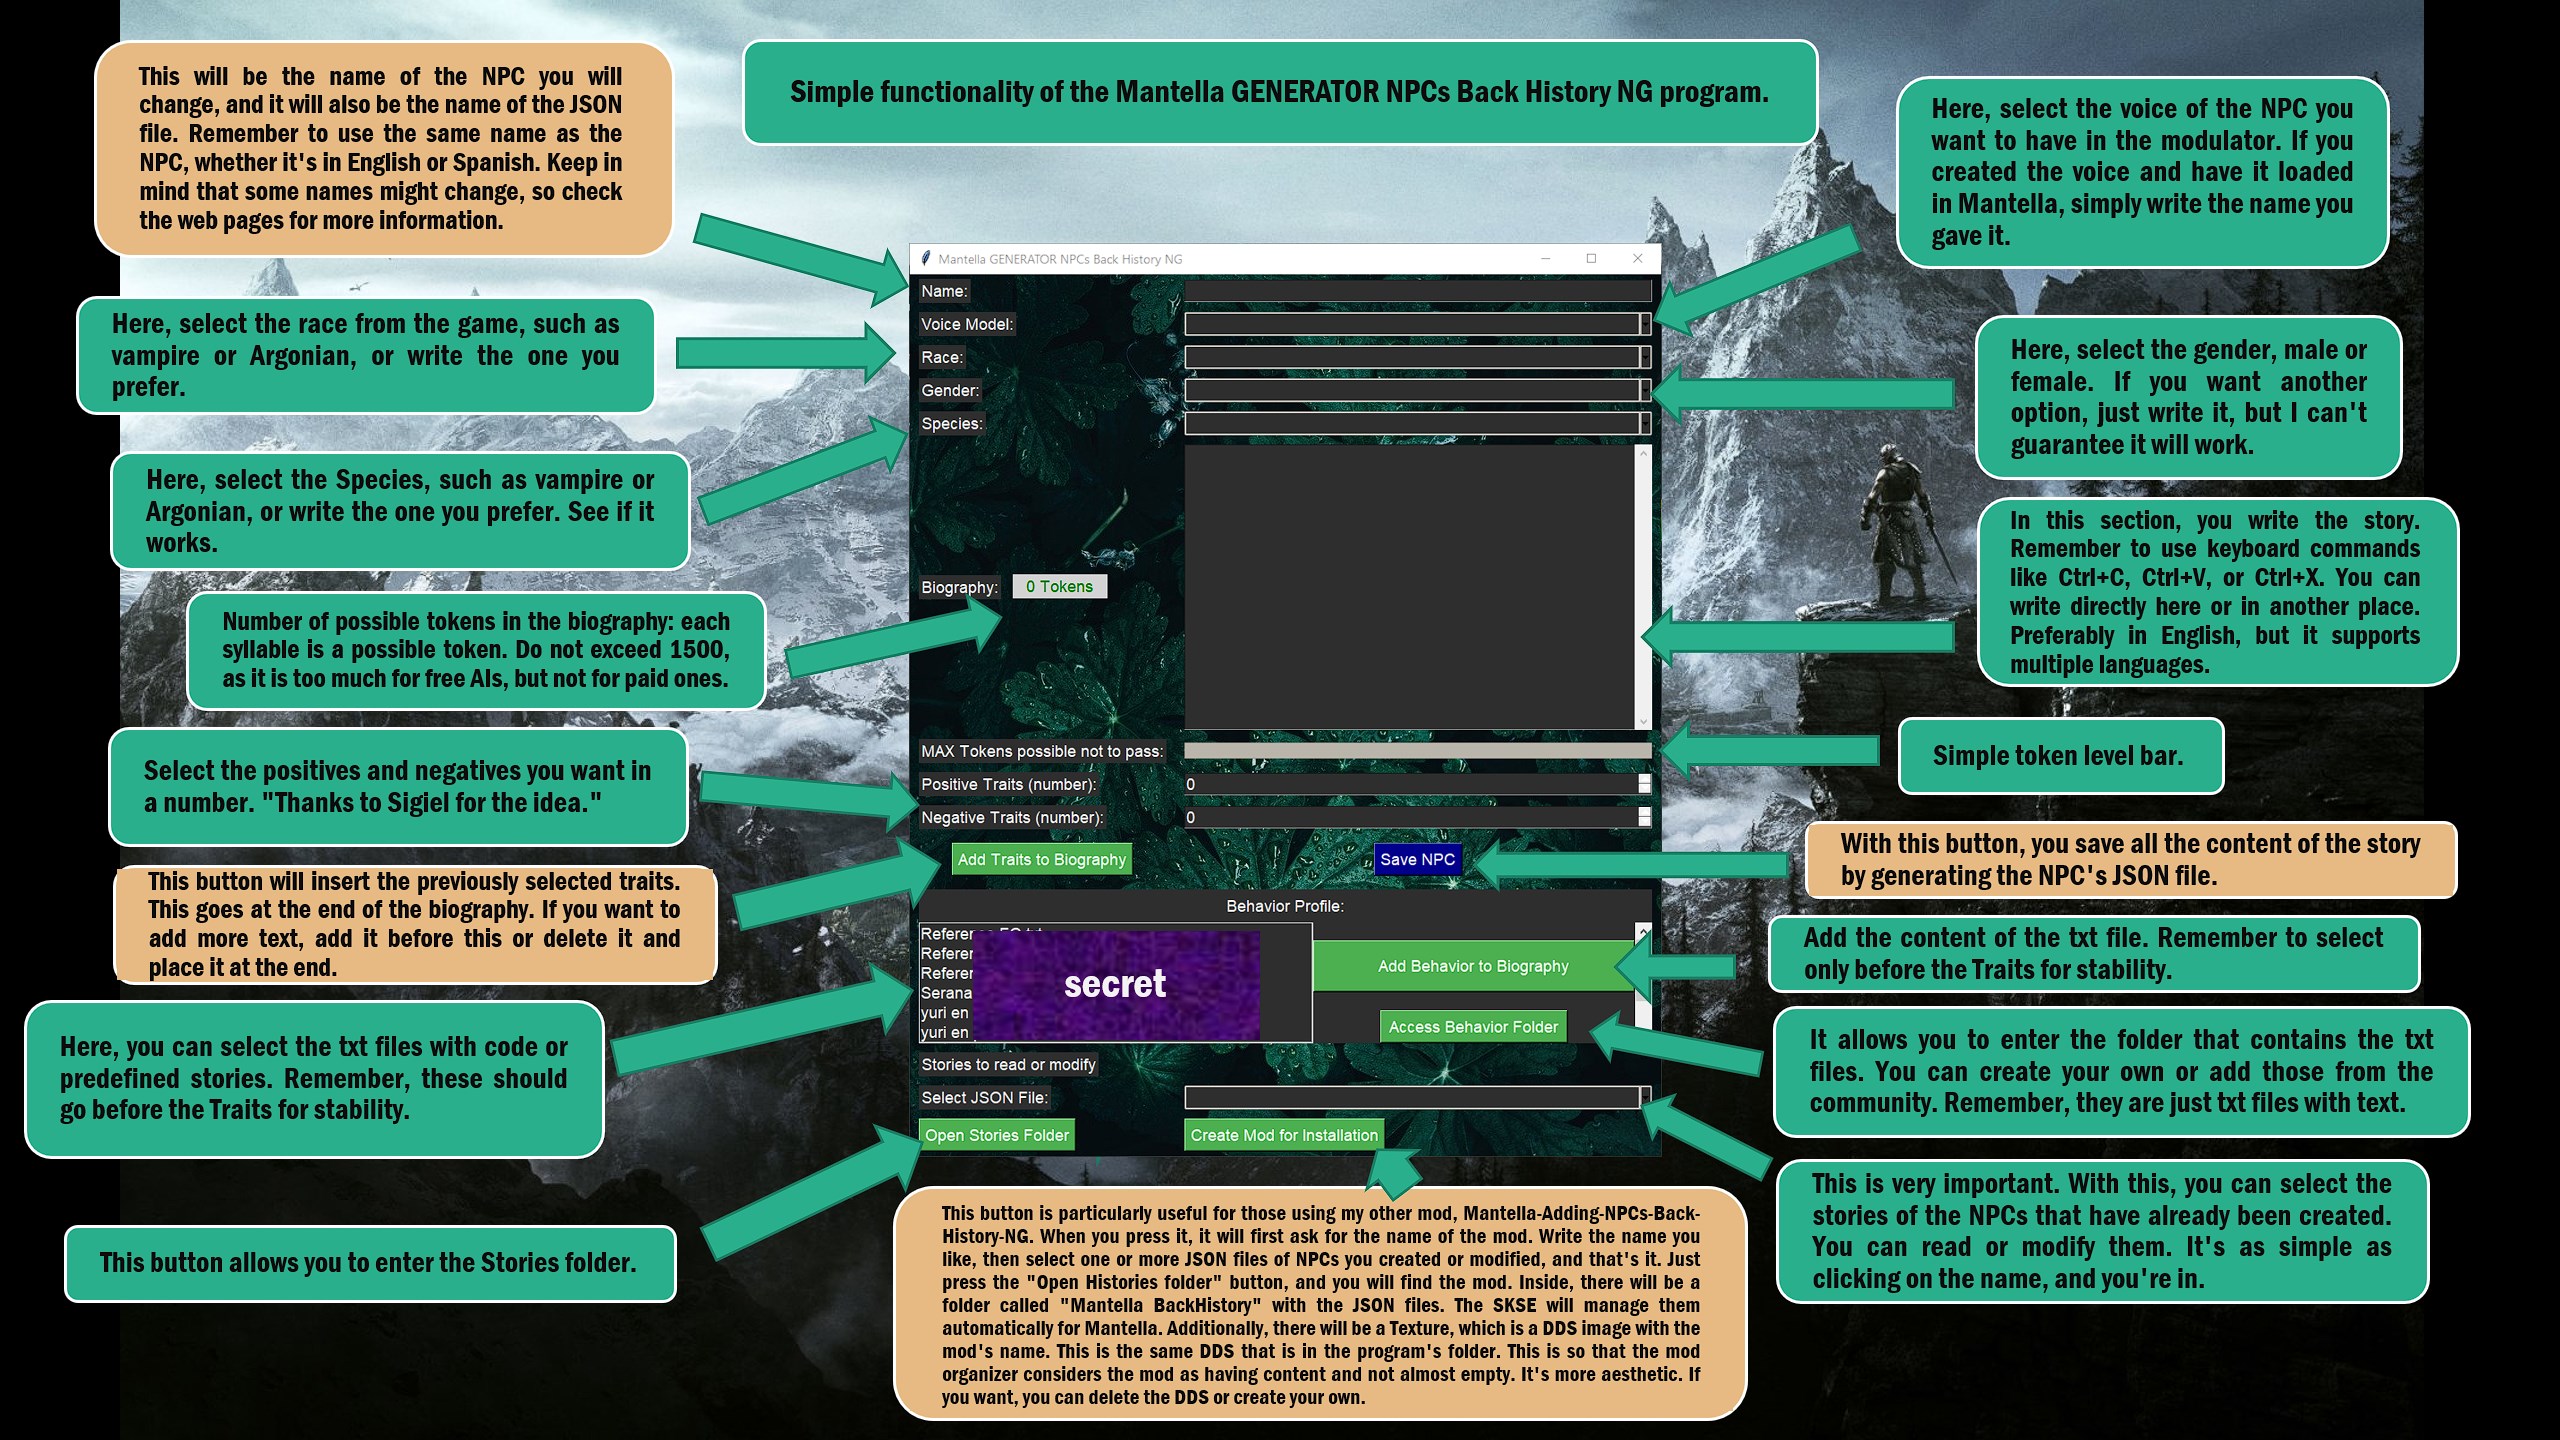 Simple functionality of the Mantella GENERATOR NPCs Back History NG program.
This will be the name of the NPC you will
change, and it will also be the name of the JSON
file. Remember to use the same name as the
NPC, whether it's in English or Spanish. Keep in
mind that some names might change, so check
the web pages for more information.
Here, select the race from the game, such as
vampire or Argonian, or write the one you
prefer.
Here, select the Species, such as vampire or
Argonian, or write the one you prefer. See if it
works.
Number of possible tokens in the biography: each
syllable is a possible token. Do not exceed 1500,
as it is too much for free AIs, but not for paid ones.
Select the positives and negatives you want in
a number. "Thanks to Sigiel for the idea."
This button will insert the previously selected traits.
This goes at the end of the biography. If you want to
add more text, add it before this or delete it and
place it at the end.
Here, you can select the txt files with code or
predefined stories. Remember, these should
go before the Traits for stability.
This button allows you to enter the Stories folder.
Mantella GENERATOR NPCs Back History NG
Name:
Voice Model:
Race:
Gender:
Species:
Biography:
0 Tokens
MAX Tokens possible not to pass:
Positive Traits (number):
0
Negative Traits (number):
0
Add Traits to Biography
Save NPC
Behavior Profile:
Refer
Refer
Serana
yuri en
yuri en
secret
Add Behavior to Biography
Access Behavior Folder
Stories to read or modify
Select JSON File:
Open Stories Folder
Create Mod for Installation
This button is particularly useful for those using my other mod, Mantella-Adding-NPCs-Back-
History-NG. When you press it, it will first ask for the name of the mod. Write the name you
like, then select one or more JSON files of NPCs you created or modified, and that's it. Just
press the "Open Histories folder" button, and you will find the mod. Inside, there will be a
folder called "Mantella BackHistory" with the JSON files. The SKSE will manage them
automatically for Mantella. Additionally, there will be a Texture, which is a DDS image with the
mod's name. This is the same DDS that is in the program's folder. This is so that the mod
organizer considers the mod as having content and not almost empty. It's more aesthetic. If
you want, you can delete the DDS or create your own.
Here, select the voice of the NPC you
want to have in the modulator. If you
created the voice and have it loaded
in Mantella, simply write the name you
gave it.
Here, select the gender, male or
female. If you want another
option, just write it, but I can't
guarantee it will work.
In this section, you write the story.
Remember to use keyboard commands
like Ctrl+C, Ctrl+V, or Ctrl+X. You can
write directly here or in another place.
Preferably in English, but it supports
multiple languages.
Simple token level bar.
With this button, you save all the content of the story
by generating the NPC's JSON file.
Add the content of the txt file. Remember to select
only before the Traits for stability.
It allows you to enter the folder that contains the txt
files. You can create your own or add those from the
community. Remember, they are just txt files with text.
This is very important. With this, you can select the
stories of the NPCs that have already been created.
You can read or modify them. It's as simple as
clicking on the name, and you're in.